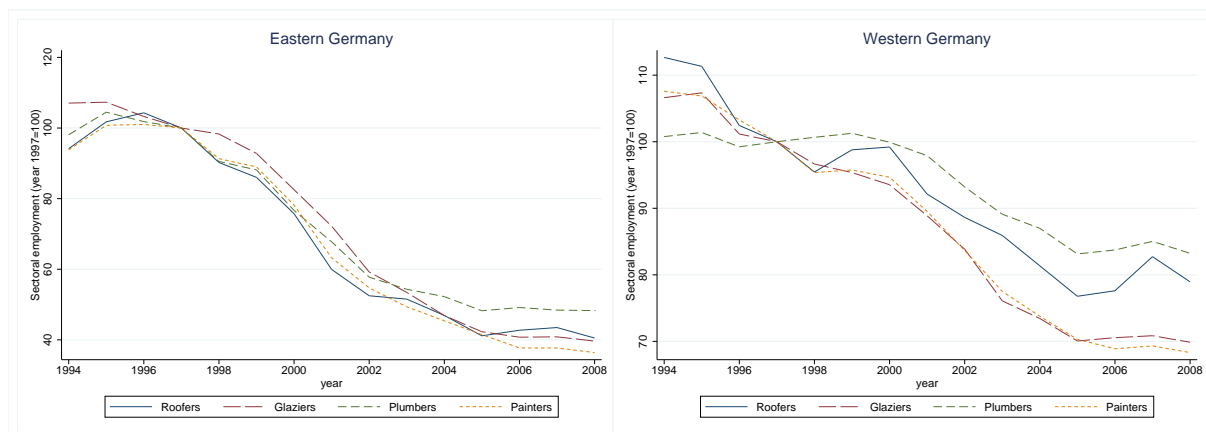 Eastern Germany
Sectoral employment (year 1997=100)
120
100
80
60
40
1994 1996 1998 2000 2002 2004 2006 2008
year
Roofers Glaziers Plumbers Painters
Western Germany
Sectoral employment (year 1997=100)
110
100
90
80
70
1994 1996 1998 2000 2002 2004 2006 2008
year
Roofers Glaziers Plumbers Painters